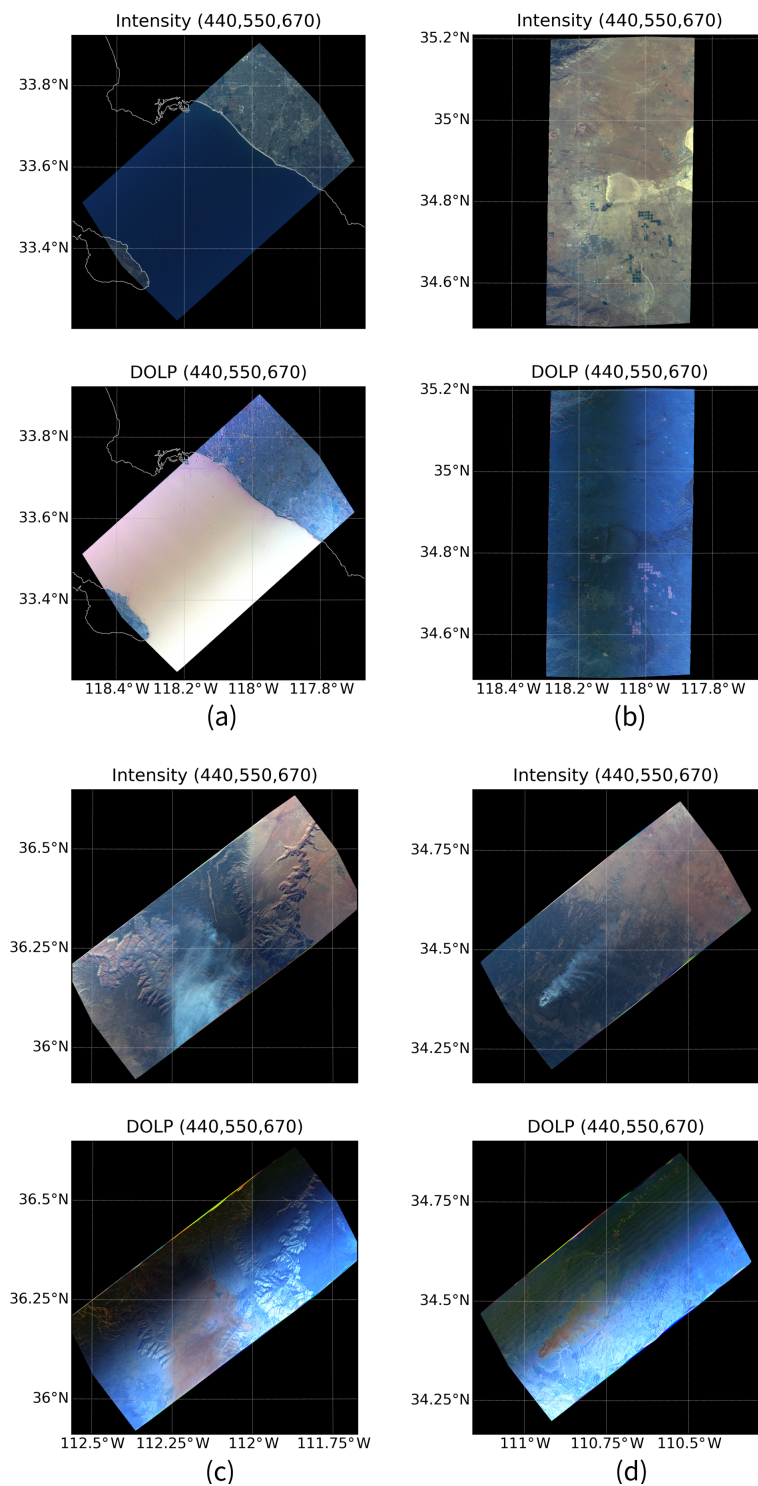 Intensity (440,550,670)
33.8°N
33.6°N
33.4°N
Intensity (440,550,670)
35.2°N
35°N
34.8°N
34.6°N
DOLP (440,550,670)
33.8°N
33.6°N
33.4°N
118.4°W 118.2°W 118°W 117.8°W
(a)
DOLP (440,550,670)
35.2°N
35°N
34.8°N
34.6°N
118.4°W 118.2°W 118°W 117.8°W
(b)
Intensity (440,550,670)
36.5°N
36.25°N
36°N
Intensity (440,550,670)
34.75°N
34.5°N
34.25°N
DOLP (440,550,670)
36.5°N
36.25°N
36°N
112.5°W 112.25°W 112°W 111.75°W
(c)
DOLP (440,550,670)
34.75°N
34.5°N
34.25°N
111°W 110.75°W 110.5°W
(d)